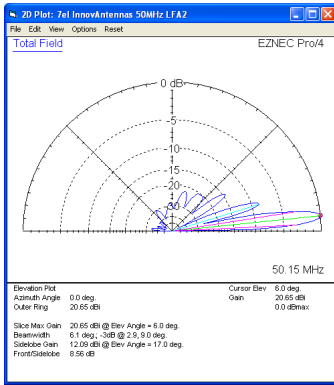 2D Plot: 7el InnovAntennas 50MHz LFA2
File Edit View Options Reset
Total Field
EZNEC Pro/4
0 dB
-5
-10
-15
-20
-30
50.15 MHz
Elevation Plot
Cursor Elev 6.0 deg.
Azimuth Angle 0.0 deg.
Gain 20.65 dBi
Outer Ring 20.65 dBi
0.0 dBmax
Slice Max Gain 20.65 dBi @ Elev Angle = 6.0 deg.
Beamwidth 6.1 deg.; -3dB @ 2.9, 9.0 deg.
Sidelobe Gain 12.09 dBi @ Elev Angle = 17.0 deg.
Front/Sidelobe 8.56 dB